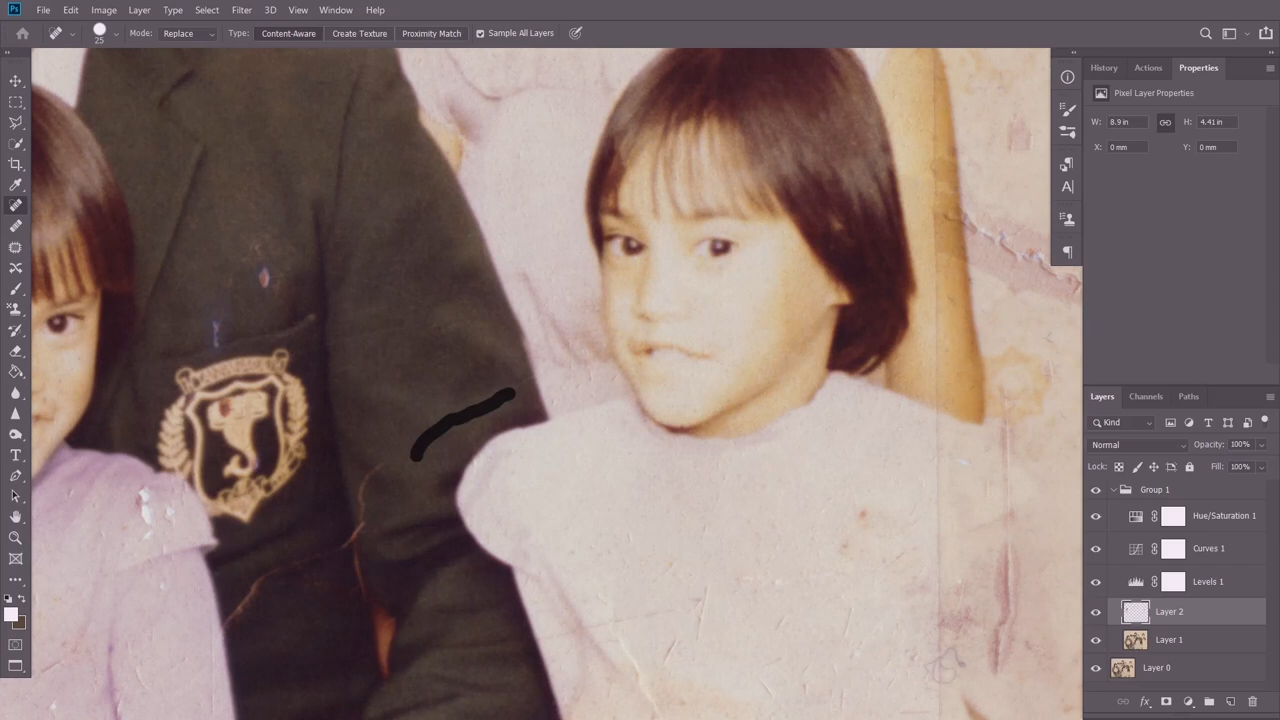 Ps File Edit Image Layer Type Select Filter 3D View Window Help
25 Mode: Replace Type: Content-Aware Create Texture Proximity Match Sample All Layers
History Actions Properties
Pixel Layer Properties
W: 8.9 in H: 4.41 in
X: 0 mm Y: 0 mm
Layers Channels Paths
Kind
Normal Opacity: 100%
Lock: Fill: 100%
Group 1
Hue/Saturation 1
Curves 1
Levels 1
Layer 2
Layer 1
Layer 0
fx